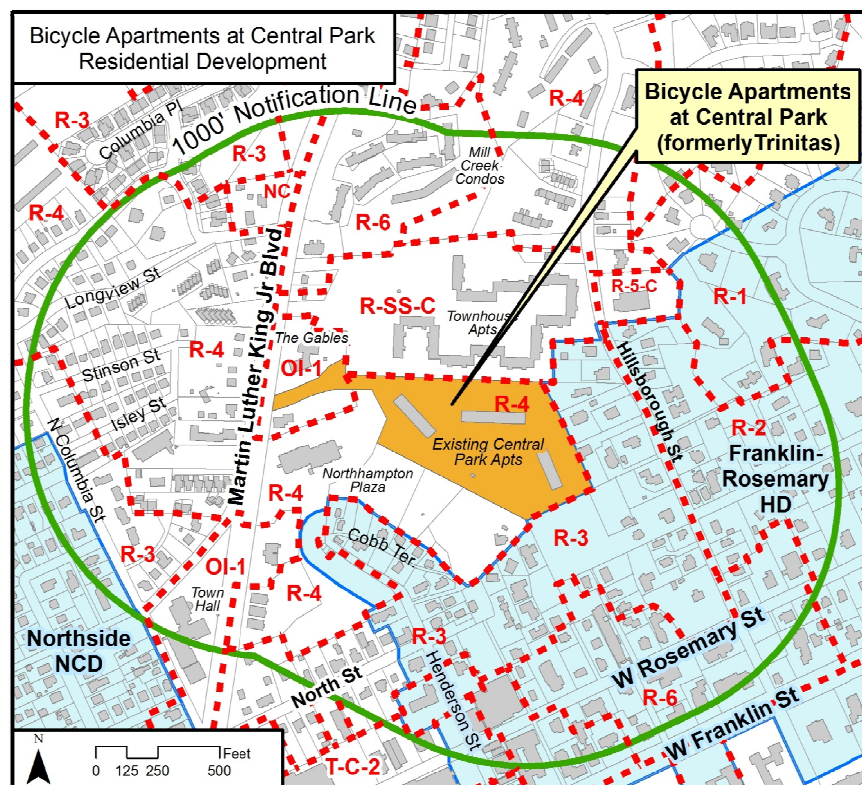 Bicycle Apartments at Central Park
Residential Development
Bicycle Apartments
at Central Park
(formerlyTrinitas)
1000' Notification Line
R-3
Columbia Pl
R-4
R-3
NC
Mill
Creek
Condos
R-4
R-6
Longview St
R-SS-C
Townhouse
Apts
R-5-C
R-1
Martin Luther King Jr Blvd
The Gables
R-4
Stinson St
OI-1
R-4
Isley St
N Columbia St
Existing Central
Park Apts
Hillsborough St
R-2
Franklin-
Rosemary
HD
Northhampton
Plaza
R-4
Cobb Ter
R-3
R-3
OI-1
Town
Hall
R-4
Northside
NCD
R-3
Henderson St
North St
W Rosemary St
R-6
W Franklin St
T-C-2
N
Feet
0 125 250 500